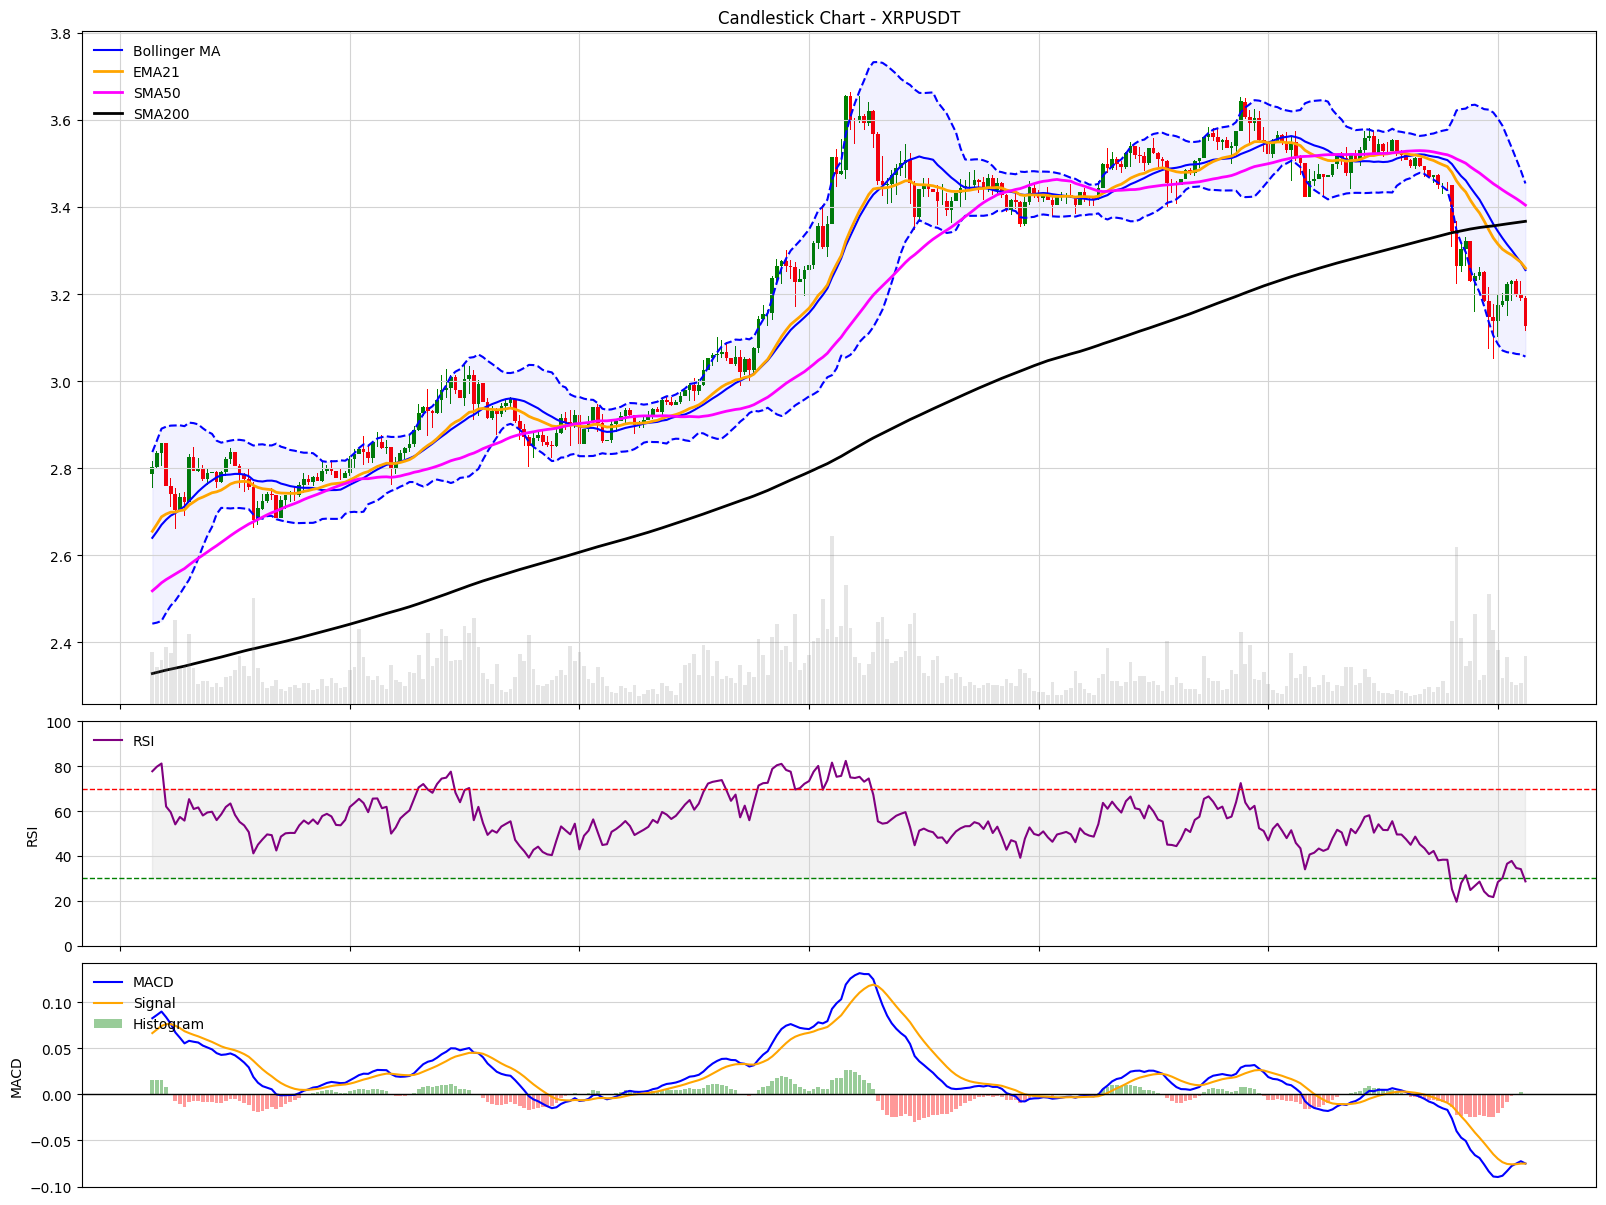 Candlestick Chart - XRPUSDT
3.8
Bollinger MA
EMA21
SMA50
SMA200
3.6
3.4
3.2
3.0
2.8
2.6
2.4
100
RSI
80
60
RSI
40
20
0
MACD
Signal
Histogram
0.10
0.05
MACD
0.00
−0.05
−0.10